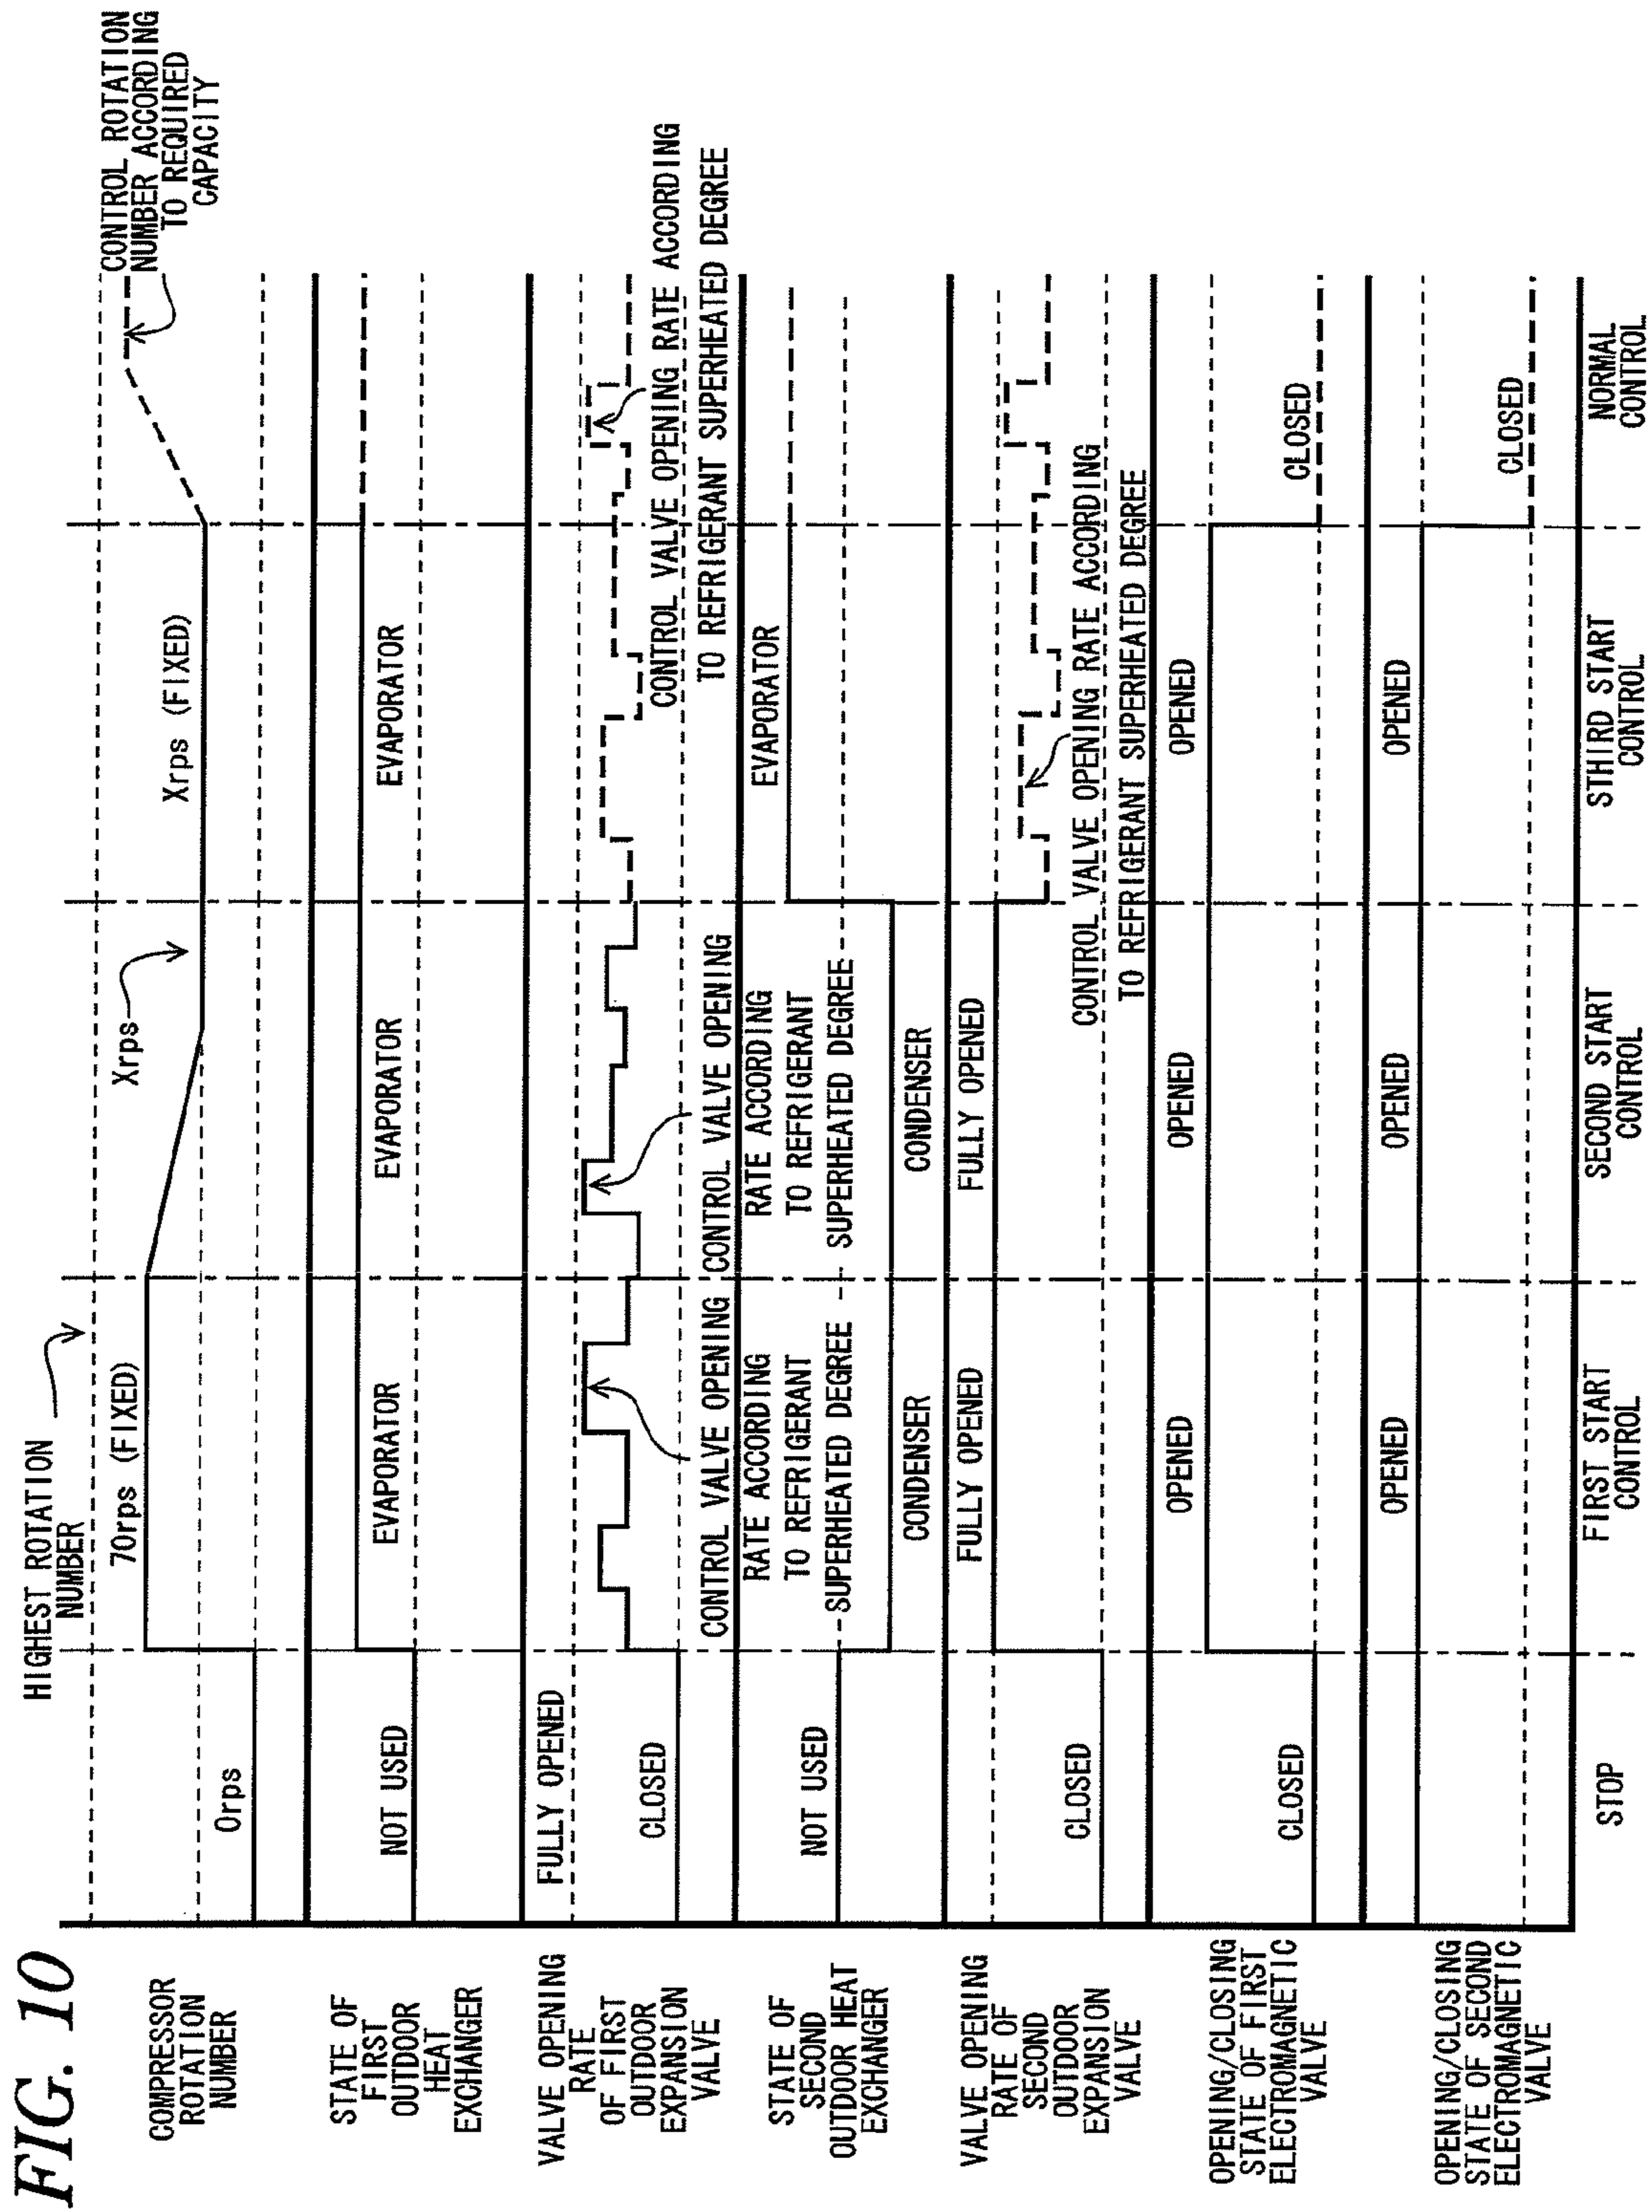 FIG. 10
HIGHEST ROTATION
NUMBER
CONTROL ROTATION
NUMBER ACCORDING
TO REQUIRED
CAPACITY
COMPRESSOR
ROTATION
NUMBER
0rps
70rps (FIXED)
Xrps
Xrps (FIXED)
STATE OF
FIRST
OUTDOOR
HEAT
EXCHANGER
NOT USED
EVAPORATOR
EVAPORATOR
EVAPORATOR
VALVE OPENING
RATE
OF FIRST
OUTDOOR
EXPANSION
VALVE
FULLY OPENED
CLOSED
CONTROL VALVE OPENING
RATE ACCORDING
TO REFRIGERANT
SUPERHEATED DEGREE
CONTROL VALVE OPENING
RATE ACCORDING
TO REFRIGERANT
SUPERHEATED DEGREE
CONTROL VALVE OPENING RATE ACCORDING
TO REFRIGERANT SUPERHEATED DEGREE
STATE OF
SECOND
OUTDOOR HEAT
EXCHANGER
NOT USED
CONDENSER
CONDENSER
EVAPORATOR
VALVE OPENING
RATE OF
SECOND
OUTDOOR
EXPANSION
VALVE
CLOSED
FULLY OPENED
FULLY OPENED
CONTROL VALVE OPENING RATE ACCORDING
TO REFRIGERANT SUPERHEATED DEGREE
OPENING/CLOSING
STATE OF FIRST
ELECTROMAGNETIC
VALVE
CLOSED
OPENED
OPENED
OPENED
CLOSED
OPENING/CLOSING
STATE OF SECOND
ELECTROMAGNETIC
VALVE
OPENED
OPENED
OPENED
CLOSED
STOP
FIRST START
CONTROL
SECOND START
CONTROL
STHIRD START
CONTROL
NORMAL
CONTROL